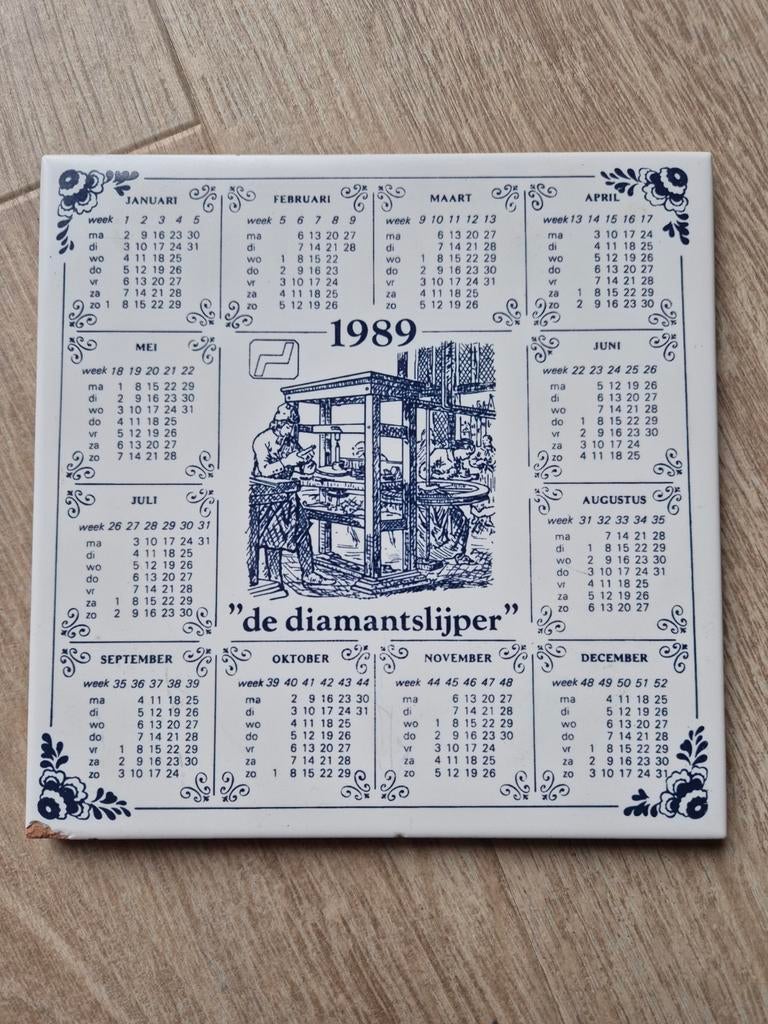 JANUARI
week 1 2 3 4 5
ma 2 9 16 23 30
di 3 10 17 24 31
wo 4 11 18 25
do 5 12 19 26
vr 6 13 20 27
za 7 14 21 28
zo 1 8 15 22 29
FEBRUARI
week 5 6 7 8 9
ma 6 13 20 27
di 7 14 21 28
wo 1 8 15 22
do 2 9 16 23
vr 3 10 17 24
za 4 11 18 25
zo 5 12 19 26
MAART
week 9 10 11 12 13
ma 6 13 20 27
di 7 14 21 28
wo 1 8 15 22 29
do 2 9 16 23 30
vr 3 10 17 24 31
za 4 11 18 25
zo 5 12 19 26
APRIL
week 13 14 15 16 17
ma 3 10 17 24
di 4 11 18 25
wo 5 12 19 26
do 6 13 20 27
vr 7 14 21 28
za 1 8 15 22 29
zo 2 9 16 23 30
1989
MEI
week 18 19 20 21 22
ma 1 8 15 22 29
di 2 9 16 23 30
wo 3 10 17 24 31
do 4 11 18 25
vr 5 12 19 26
za 6 13 20 27
zo 7 14 21 28
JUNI
week 22 23 24 25 26
ma 5 12 19 26
di 6 13 20 27
wo 7 14 21 28
do 1 8 15 22 29
vr 2 9 16 23 30
za 3 10 17 24
zo 4 11 18 25
JULI
week 26 27 28 29 30 31
ma 3 10 17 24 31
di 4 11 18 25
wo 5 12 19 26
do 6 13 20 27
vr 7 14 21 28
za 1 8 15 22 29
zo 2 9 16 23 30
AUGUSTUS
week 31 32 33 34 35
ma 7 14 21 28
di 1 8 15 22 29
wo 2 9 16 23 30
do 3 10 17 24 31
vr 4 11 18 25
za 5 12 19 26
zo 6 13 20 27
"de diamantslijper"
SEPTEMBER
week 35 36 37 38 39
ma 4 11 18 25
di 5 12 19 26
wo 6 13 20 27
do 7 14 21 28
vr 1 8 15 22 29
za 2 9 16 23 30
zo 3 10 17 24
OKTOBER
week 39 40 41 42 43 44
ma 2 9 16 23 30
di 3 10 17 24 31
wo 4 11 18 25
do 5 12 19 26
vr 6 13 20 27
za 7 14 21 28
zo 1 8 15 22 29
NOVEMBER
week 44 45 46 47 48
ma 6 13 20 27
di 7 14 21 28
wo 1 8 15 22 29
do 2 9 16 23 30
vr 3 10 17 24
za 4 11 18 25
zo 5 12 19 26
DECEMBER
week 48 49 50 51 52
ma 4 11 18 25
di 5 12 19 26
wo 6 13 20 27
do 7 14 21 28
vr 1 8 15 22 29
za 2 9 16 23 30
zo 3 10 17 24 31